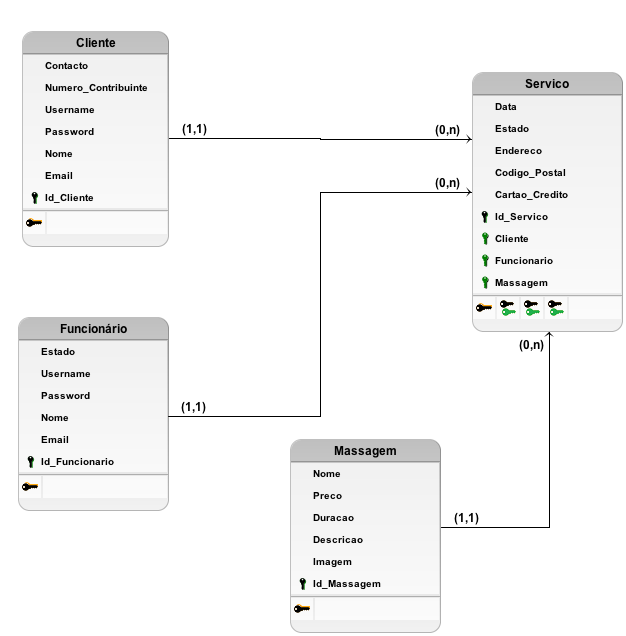 Cliente
Contacto
Numero_Contribuinte
Username
Password
Nome
Email
Id_Cliente
(1,1)
(0,n)
Servico
Data
Estado
Endereco
Codigo_Postal
Cartao_Credito
Id_Servico
Cliente
Funcionario
Massagem
(0,n)
(0,n)
Funcionário
Estado
Username
Password
Nome
Email
Id_Funcionario
(1,1)
Massagem
Nome
Preco
Duracao
Descricao
Imagem
Id_Massagem
(1,1)